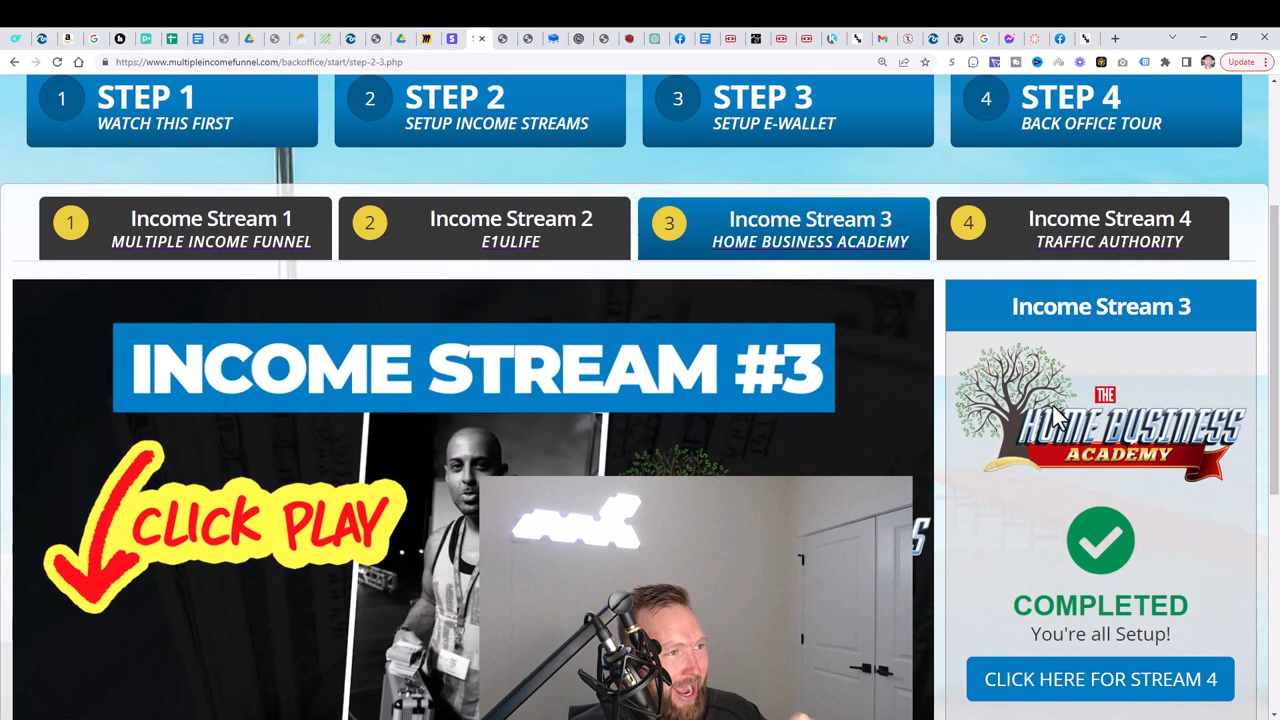 Update
https://www.multipleincomefunnel.com/backoffice/start/step-2-3.php
1 STEP 1
WATCH THIS FIRST
2 STEP 2
SETUP INCOME STREAMS
3 STEP 3
SETUP E-WALLET
4 STEP 4
BACK OFFICE TOUR
1 Income Stream 1
MULTIPLE INCOME FUNNEL
2 Income Stream 2
E1ULIFE
3 Income Stream 3
HOME BUSINESS ACADEMY
4 Income Stream 4
TRAFFIC AUTHORITY
INCOME STREAM #3
CLICK PLAY
Income Stream 3
THE
HOME BUSINESS
ACADEMY
COMPLETED
You're all Setup!
CLICK HERE FOR STREAM 4